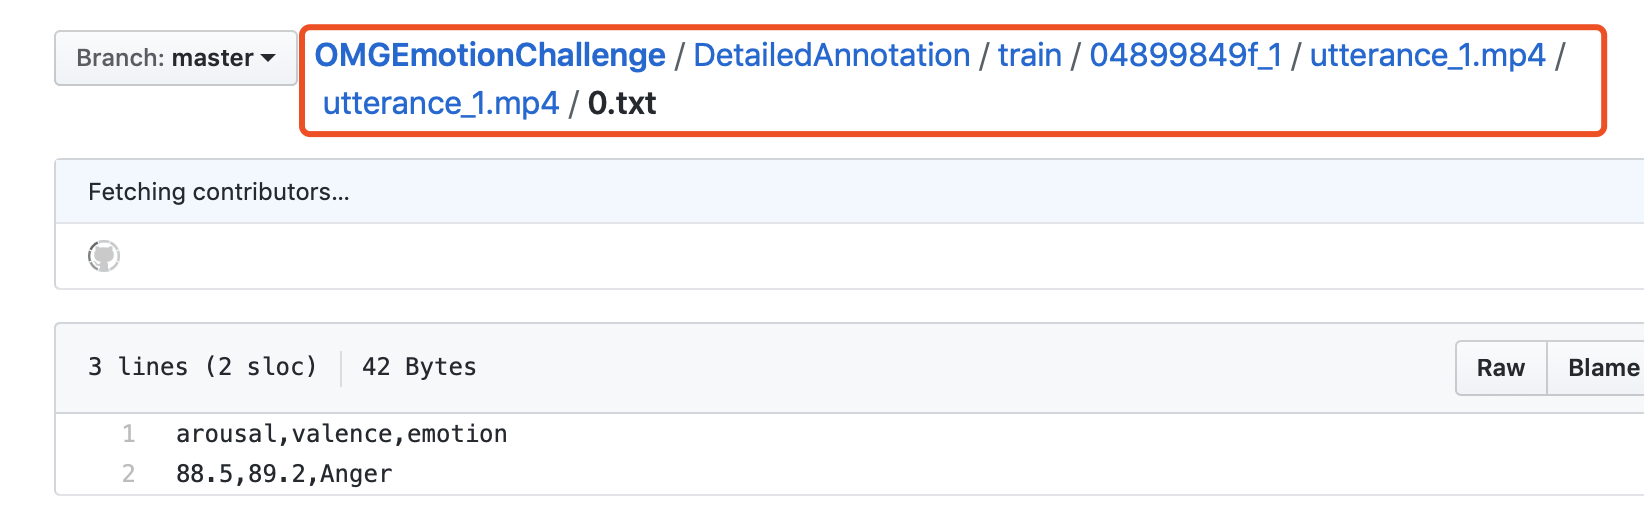 Branch: master
OMGEmotionChallenge / DetailedAnnotation / train / 04899849f_1 / utterance_1.mp4 /
utterance_1.mp4 / 0.txt
Fetching contributors...
3 lines (2 sloc) 42 Bytes
Raw Blame
1 arousal,valence,emotion
2 88.5,89.2,Anger